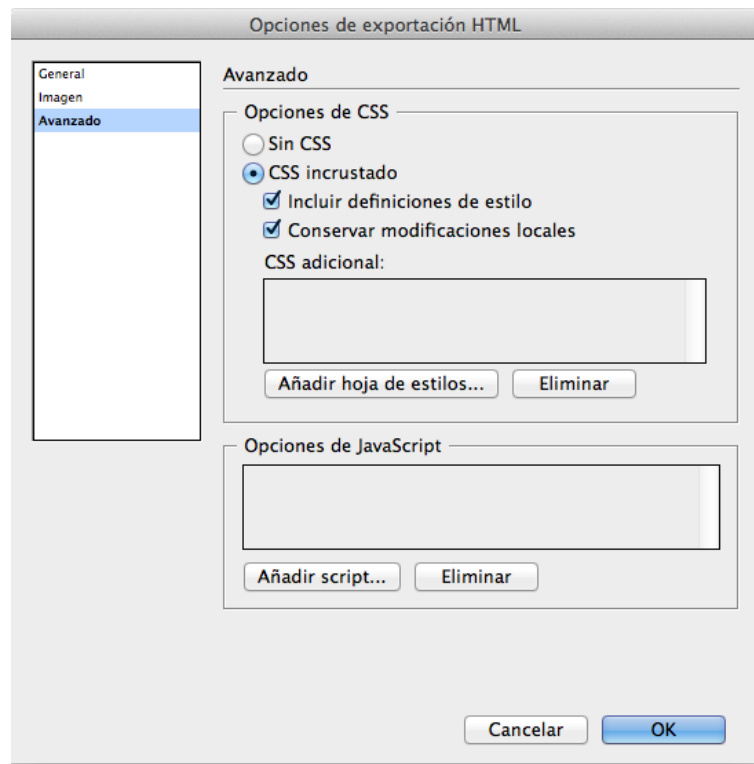 Opciones de exportación HTML
General
Imagen
Avanzado
Avanzado
Opciones de CSS
Sin CSS
CSS incrustado
Incluir definiciones de estilo
Conservar modificaciones locales
CSS adicional:
Añadir hoja de estilos... Eliminar
Opciones de JavaScript
Añadir script... Eliminar
Cancelar OK